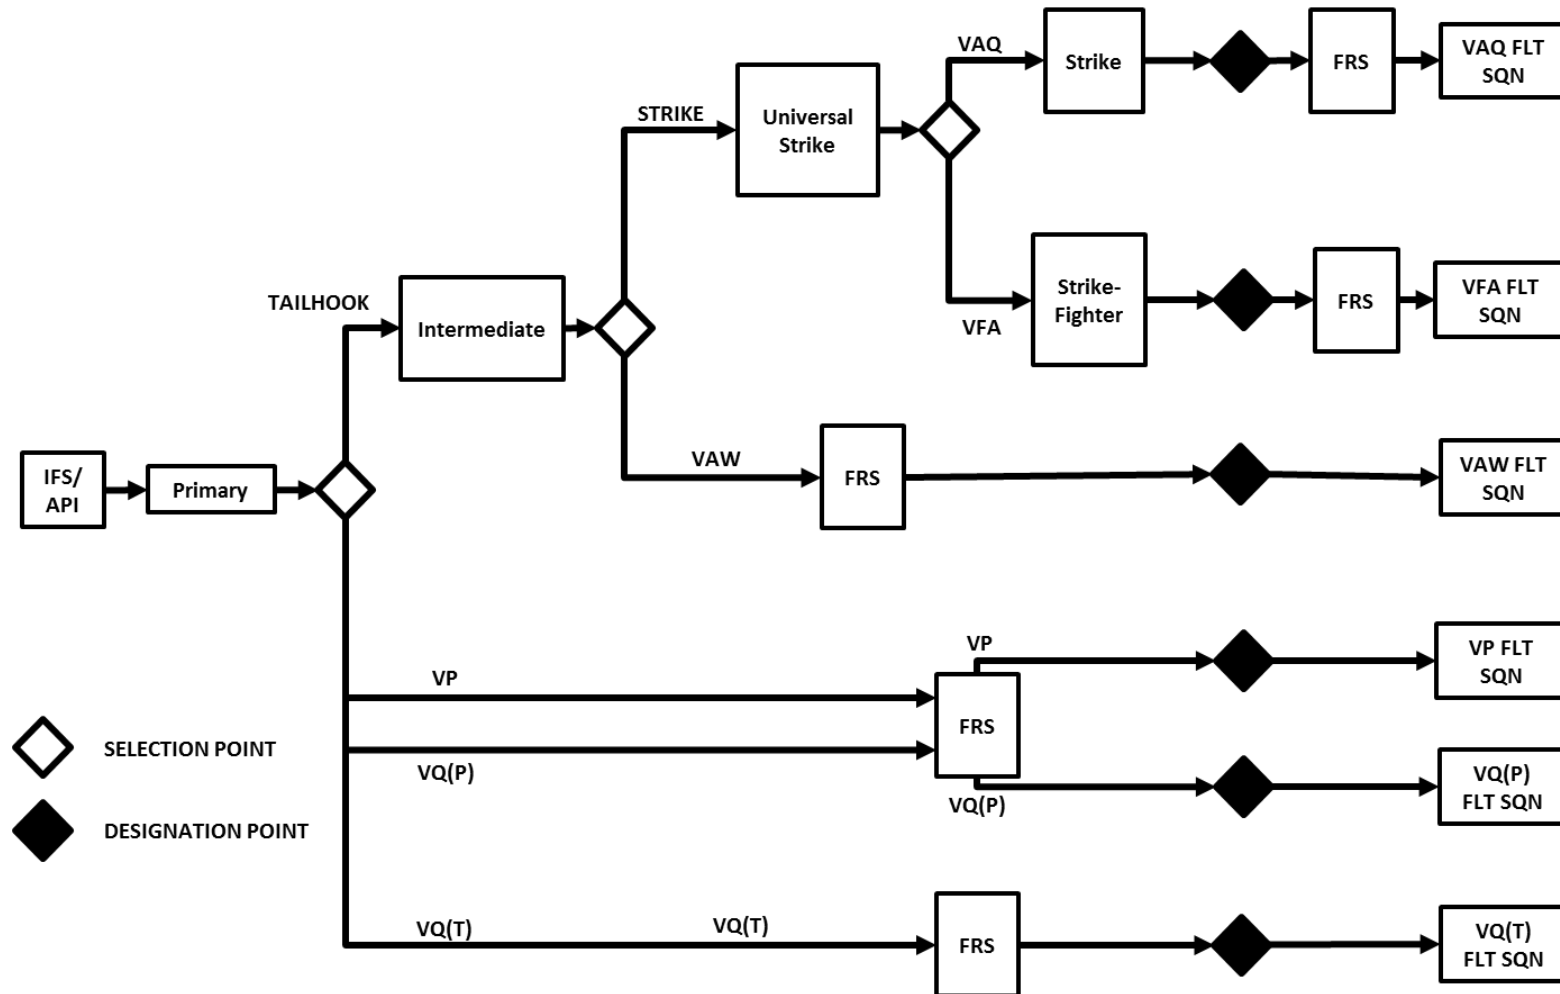 VAQ
Strike
FRS
VAQ FLT
SQN
STRIKE
Universal
Strike
TAILHOOK
Intermediate
VFA
Strike-
Fighter
FRS
VFA FLT
SQN
IFS/
API
Primary
VAW
FRS
VAW FLT
SQN
VP
VP
FRS
VP FLT
SQN
VQ(P)
VQ(P)
VQ(P)
FLT SQN
SELECTION POINT
DESIGNATION POINT
VQ(T)
VQ(T)
FRS
VQ(T)
FLT SQN